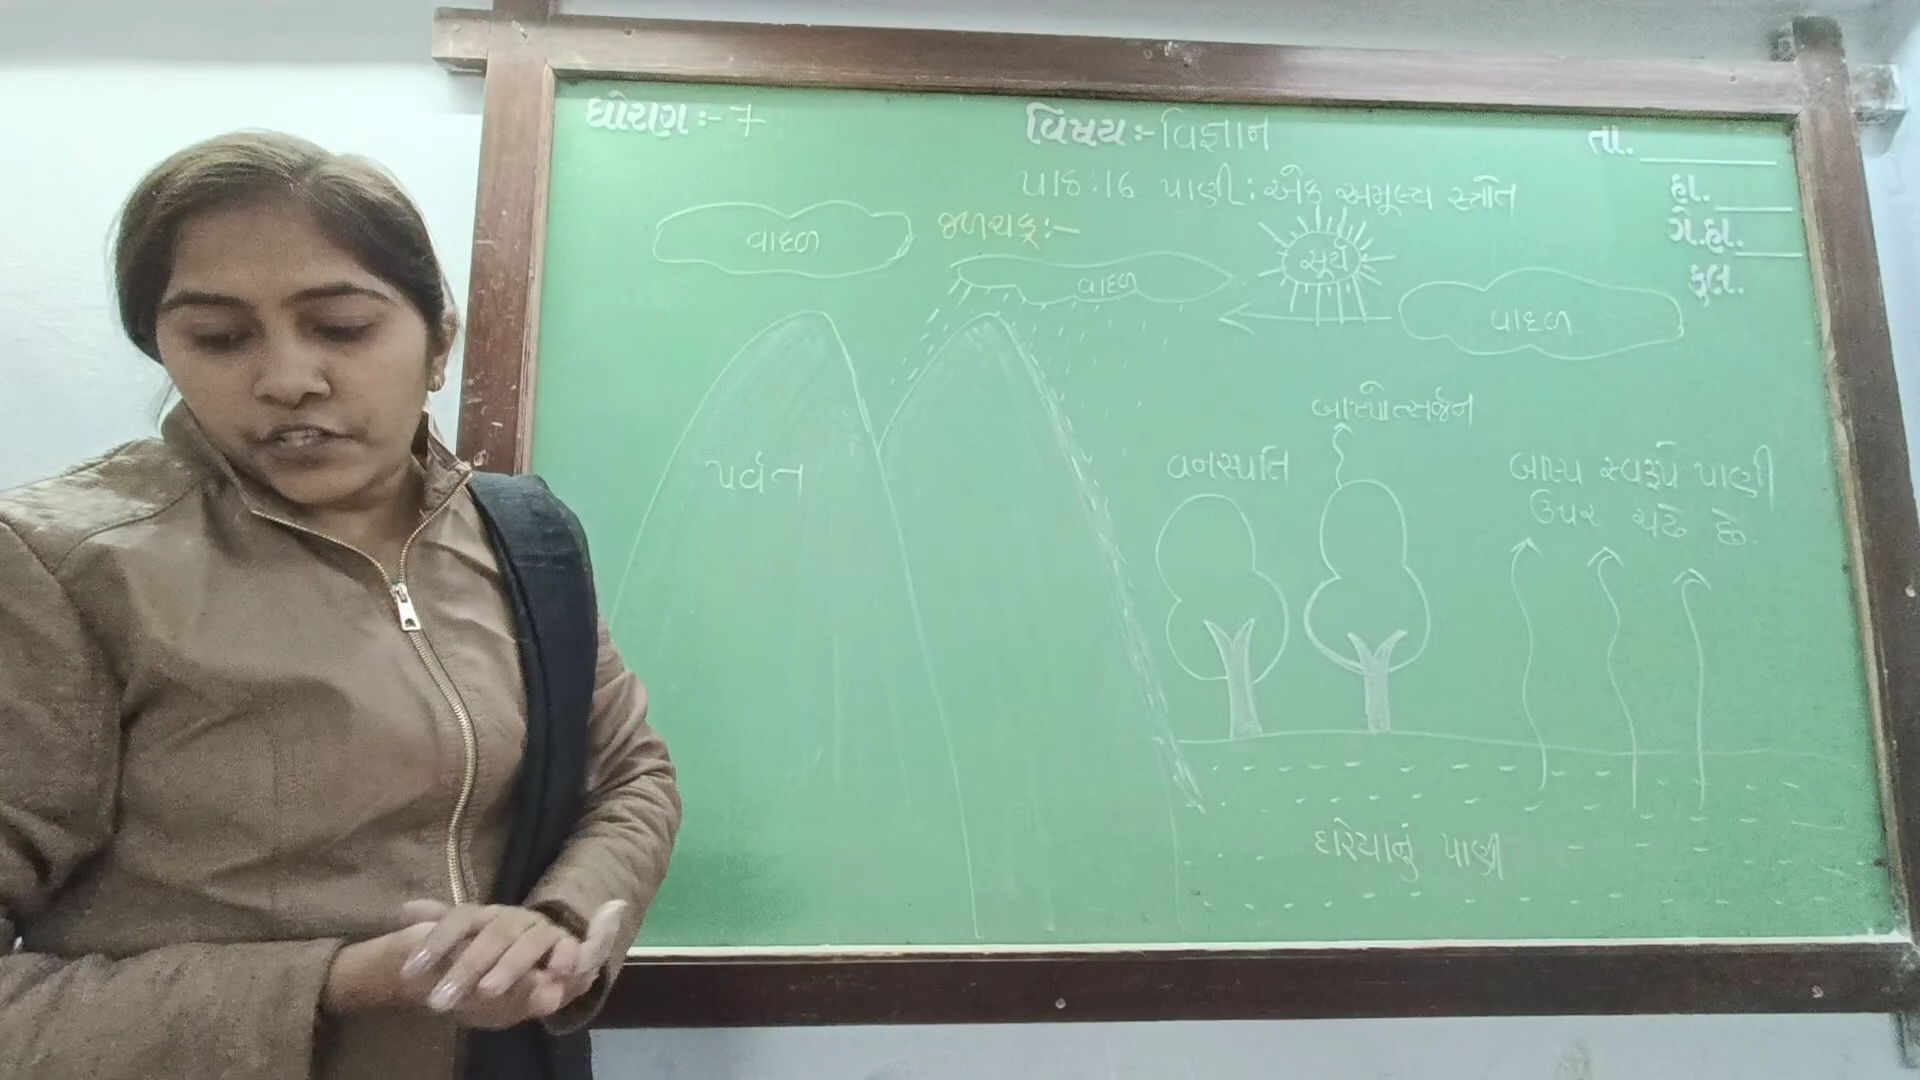 ધોરણ :- 7
વિષય :- વિજ્ઞાન
તા.
પાઠ : 16 પાણી : એક અમૂલ્ય સ્ત્રોત
હા.
ગે.હા.
કુલ.
જળચક્ર :-
વાદળ
વાદળ
સૂર્ય
વાદળ
બાષ્પોત્સર્જન
પર્વત
વનસ્પતિ
બાષ્પ સ્વરૂપે પાણી
ઉપર ચઢે છે.
દરિયાનું પાણી